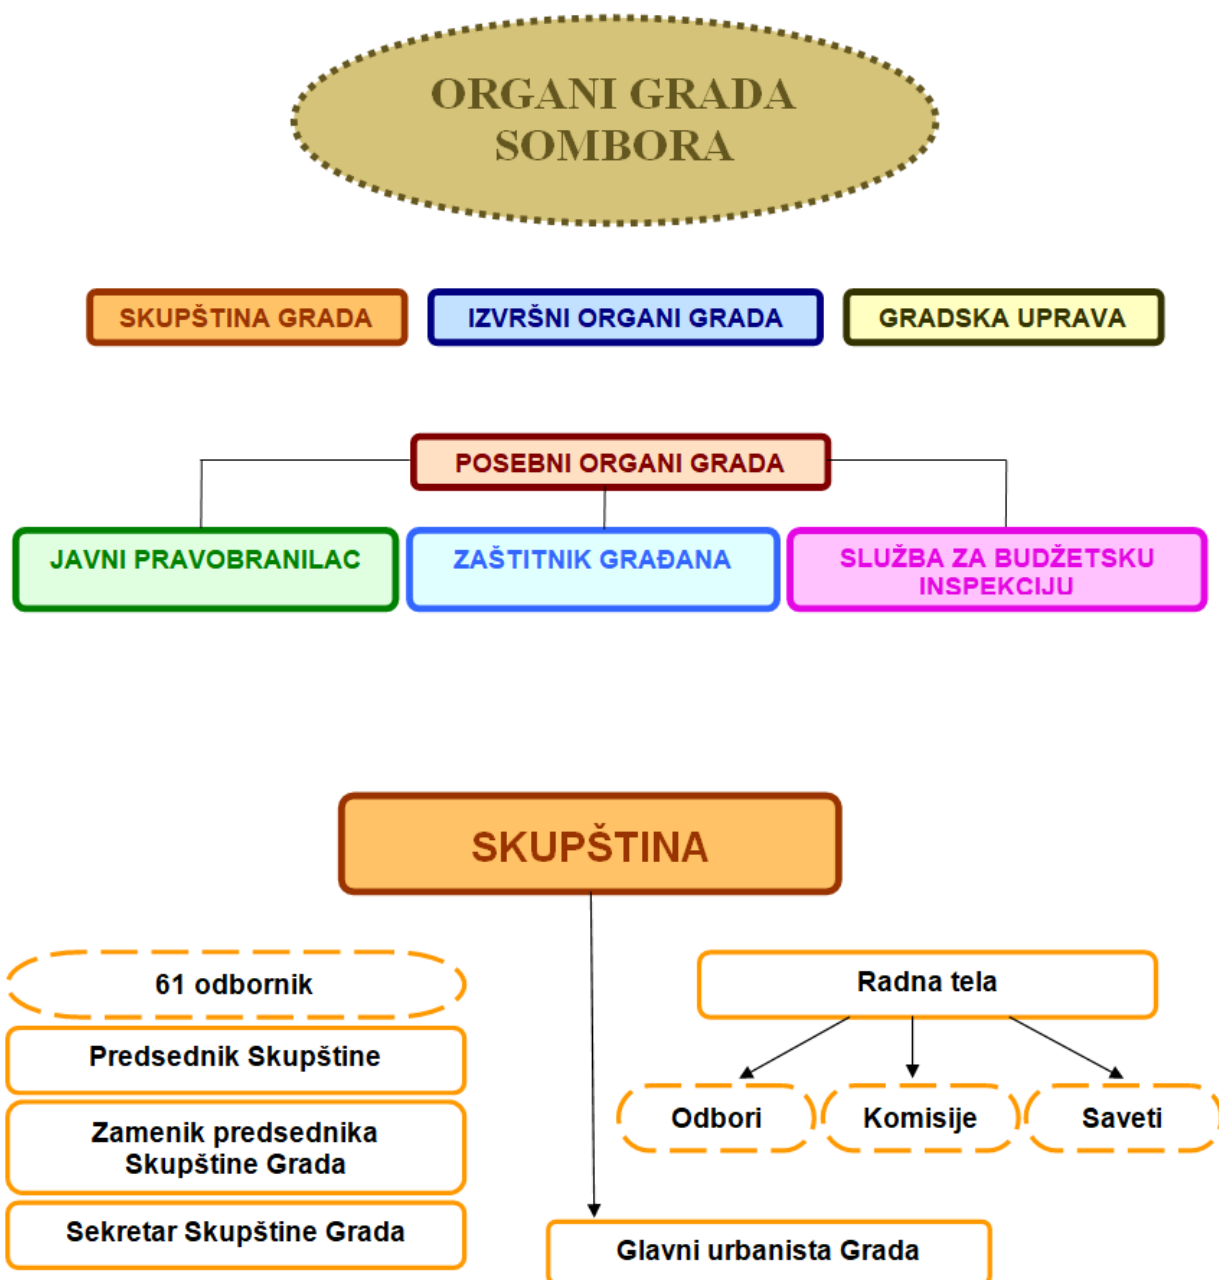 ORGANI GRADA
SOMBORA
SKUPŠTINA GRADA
IZVRŠNI ORGANI GRADA
GRADSKA UPRAVA
POSEBNI ORGANI GRADA
JAVNI PRAVOBRANILAC
ZAŠTITNIK GRAĐANA
SLUŽBA ZA BUDŽETSKU
INSPEKCIJU
SKUPŠTINA
61 odbornik
Predsednik Skupštine
Zamenik predsednika
Skupštine Grada
Sekretar Skupštine Grada
Radna tela
Odbori
Komisije
Saveti
Glavni urbanista Grada